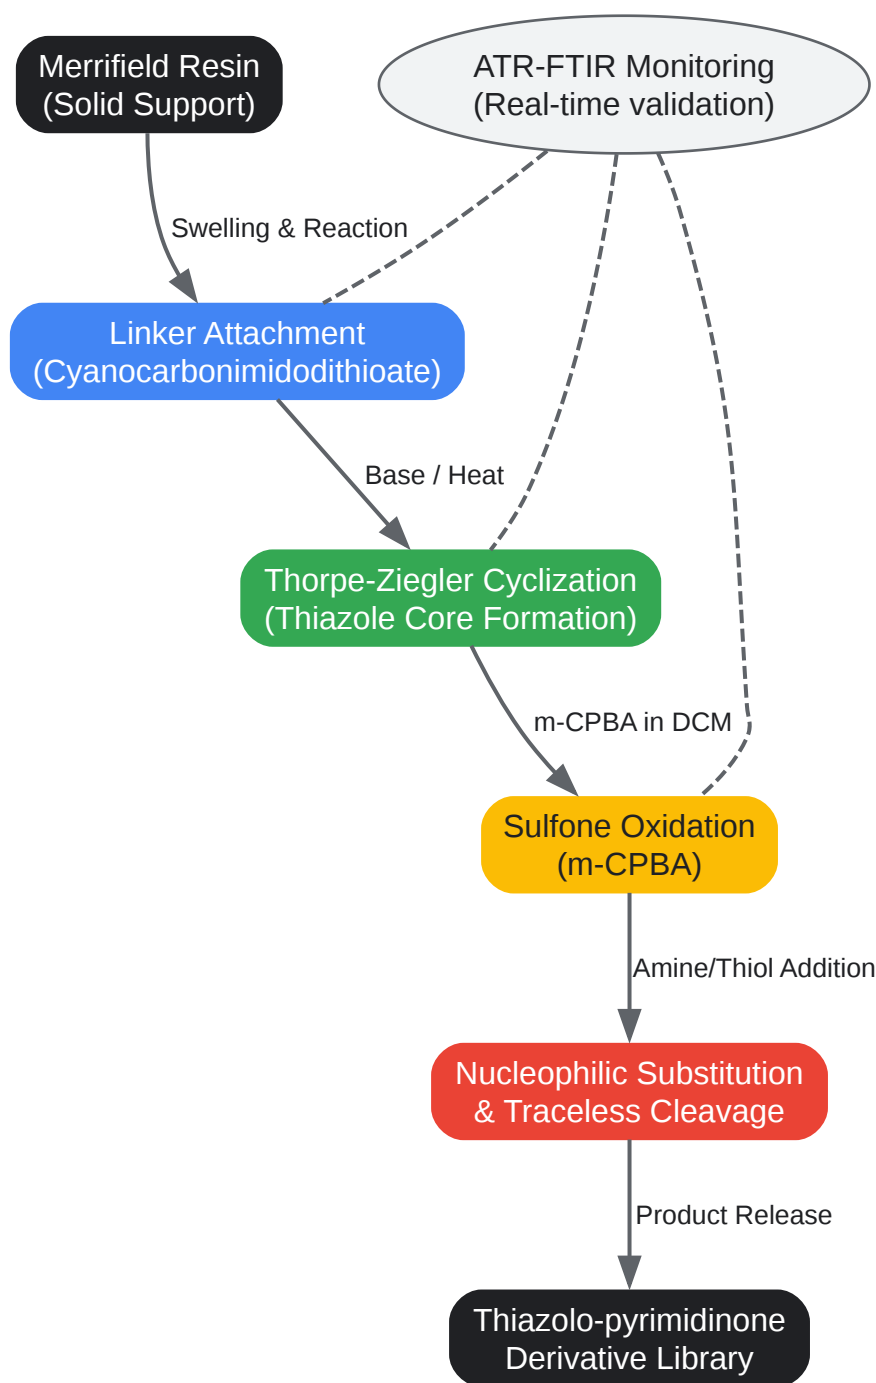 Merrifield Resin
(Solid Support)
ATR-FTIR Monitoring
(Real-time validation)
Swelling & Reaction
Linker Attachment
(Cyanocarbonimidodithioate)
Base / Heat
Thorpe-Ziegler Cyclization
(Thiazole Core Formation)
m-CPBA in DCM
Sulfone Oxidation
(m-CPBA)
Amine/Thiol Addition
Nucleophilic Substitution
& Traceless Cleavage
Product Release
Thiazolo-pyrimidinone
Derivative Library